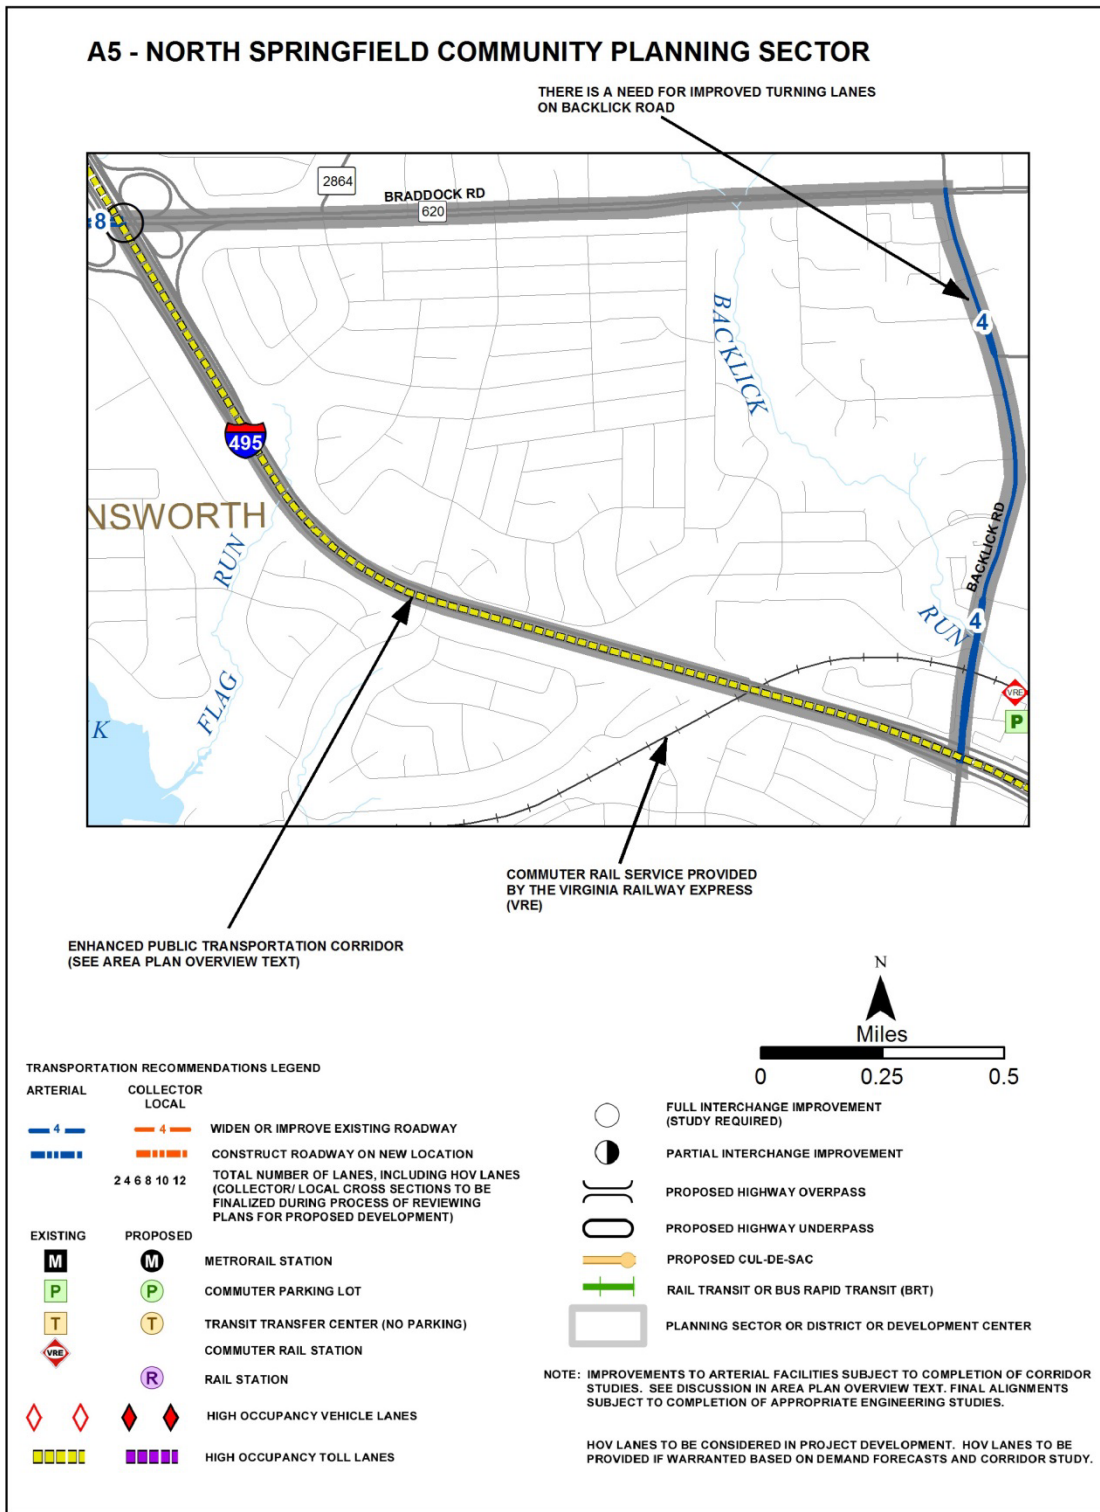 A5 - NORTH SPRINGFIELD COMMUNITY PLANNING SECTOR
THERE IS A NEED FOR IMPROVED TURNING LANES
ON BACKLICK ROAD
2864
BRADDOCK RD
620
8
BACKLICK
4
495
NSWORTH
RUN
BACKLICK RD
4
RUN
FLAG
VRE
P
K
COMMUTER RAIL SERVICE PROVIDED
BY THE VIRGINIA RAILWAY EXPRESS
(VRE)
ENHANCED PUBLIC TRANSPORTATION CORRIDOR
(SEE AREA PLAN OVERVIEW TEXT)
N
Miles
0 0.25 0.5
TRANSPORTATION RECOMMENDATIONS LEGEND
ARTERIAL COLLECTOR
LOCAL
4 4 WIDEN OR IMPROVE EXISTING ROADWAY
CONSTRUCT ROADWAY ON NEW LOCATION
2 4 6 8 10 12 TOTAL NUMBER OF LANES, INCLUDING HOV LANES
(COLLECTOR/ LOCAL CROSS SECTIONS TO BE
FINALIZED DURING PROCESS OF REVIEWING
PLANS FOR PROPOSED DEVELOPMENT)
EXISTING PROPOSED
M M METRORAIL STATION
P P COMMUTER PARKING LOT
T T TRANSIT TRANSFER CENTER (NO PARKING)
VRE COMMUTER RAIL STATION
R RAIL STATION
HIGH OCCUPANCY VEHICLE LANES
HIGH OCCUPANCY TOLL LANES
FULL INTERCHANGE IMPROVEMENT
(STUDY REQUIRED)
PARTIAL INTERCHANGE IMPROVEMENT
PROPOSED HIGHWAY OVERPASS
PROPOSED HIGHWAY UNDERPASS
PROPOSED CUL-DE-SAC
RAIL TRANSIT OR BUS RAPID TRANSIT (BRT)
PLANNING SECTOR OR DISTRICT OR DEVELOPMENT CENTER
NOTE: IMPROVEMENTS TO ARTERIAL FACILITIES SUBJECT TO COMPLETION OF CORRIDOR
STUDIES. SEE DISCUSSION IN AREA PLAN OVERVIEW TEXT. FINAL ALIGNMENTS
SUBJECT TO COMPLETION OF APPROPRIATE ENGINEERING STUDIES.
HOV LANES TO BE CONSIDERED IN PROJECT DEVELOPMENT. HOV LANES TO BE
PROVIDED IF WARRANTED BASED ON DEMAND FORECASTS AND CORRIDOR STUDY.